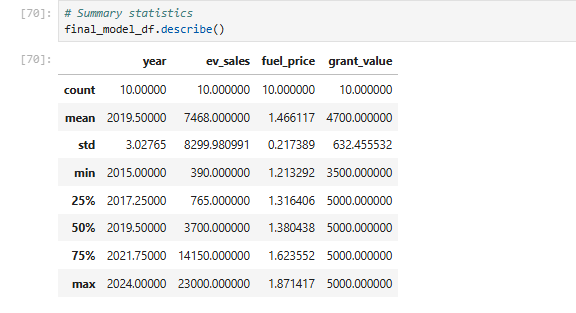 [70]: # Summary statistics
final_model_df.describe()
[70]: year ev_sales fuel_price grant_value
count 10.00000 10.000000 10.000000 10.000000
mean 2019.50000 7468.000000 1.466117 4700.000000
std 3.02765 8299.980991 0.217389 632.455532
min 2015.00000 390.000000 1.213292 3500.000000
25% 2017.25000 765.000000 1.316406 5000.000000
50% 2019.50000 3700.000000 1.380438 5000.000000
75% 2021.75000 14150.000000 1.623552 5000.000000
max 2024.00000 23000.000000 1.871417 5000.000000